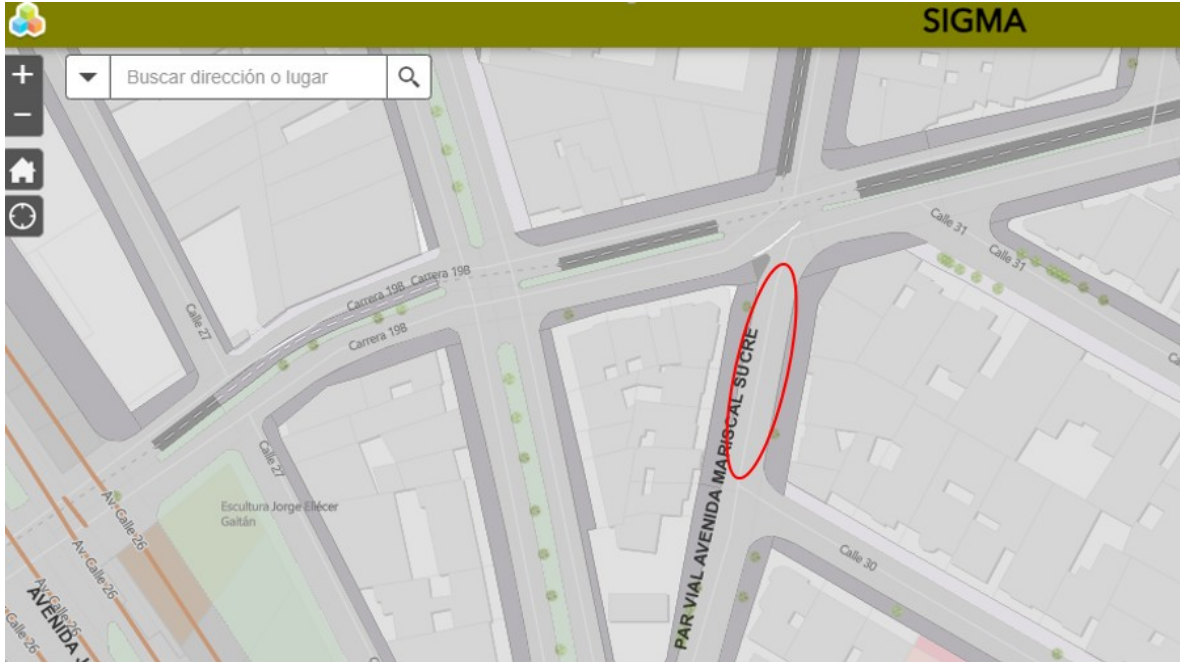 SIGMA
+
Buscar dirección o lugar
−
Calle 31
Calle 31
Carrera 19B
Carrera 19B
Calle 27
Carrera 19B
PAR VIAL AVENIDA MARISCAL SUCRE
Calle 27
Escultura Jorge Eliécer
Gaitán
Av. Calle 26
Av. Calle 26
Calle 30
Av. Calle 26
AVENIDA J
Calle 26